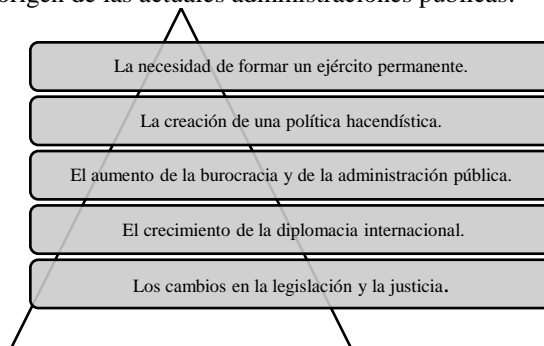 origen de las actuales administraciones públicas.
La necesidad de formar un ejército permanente.
La creación de una política hacendística.
El aumento de la burocracia y de la administración pública.
El crecimiento de la diplomacia internacional.
Los cambios en la legislación y la justicia.